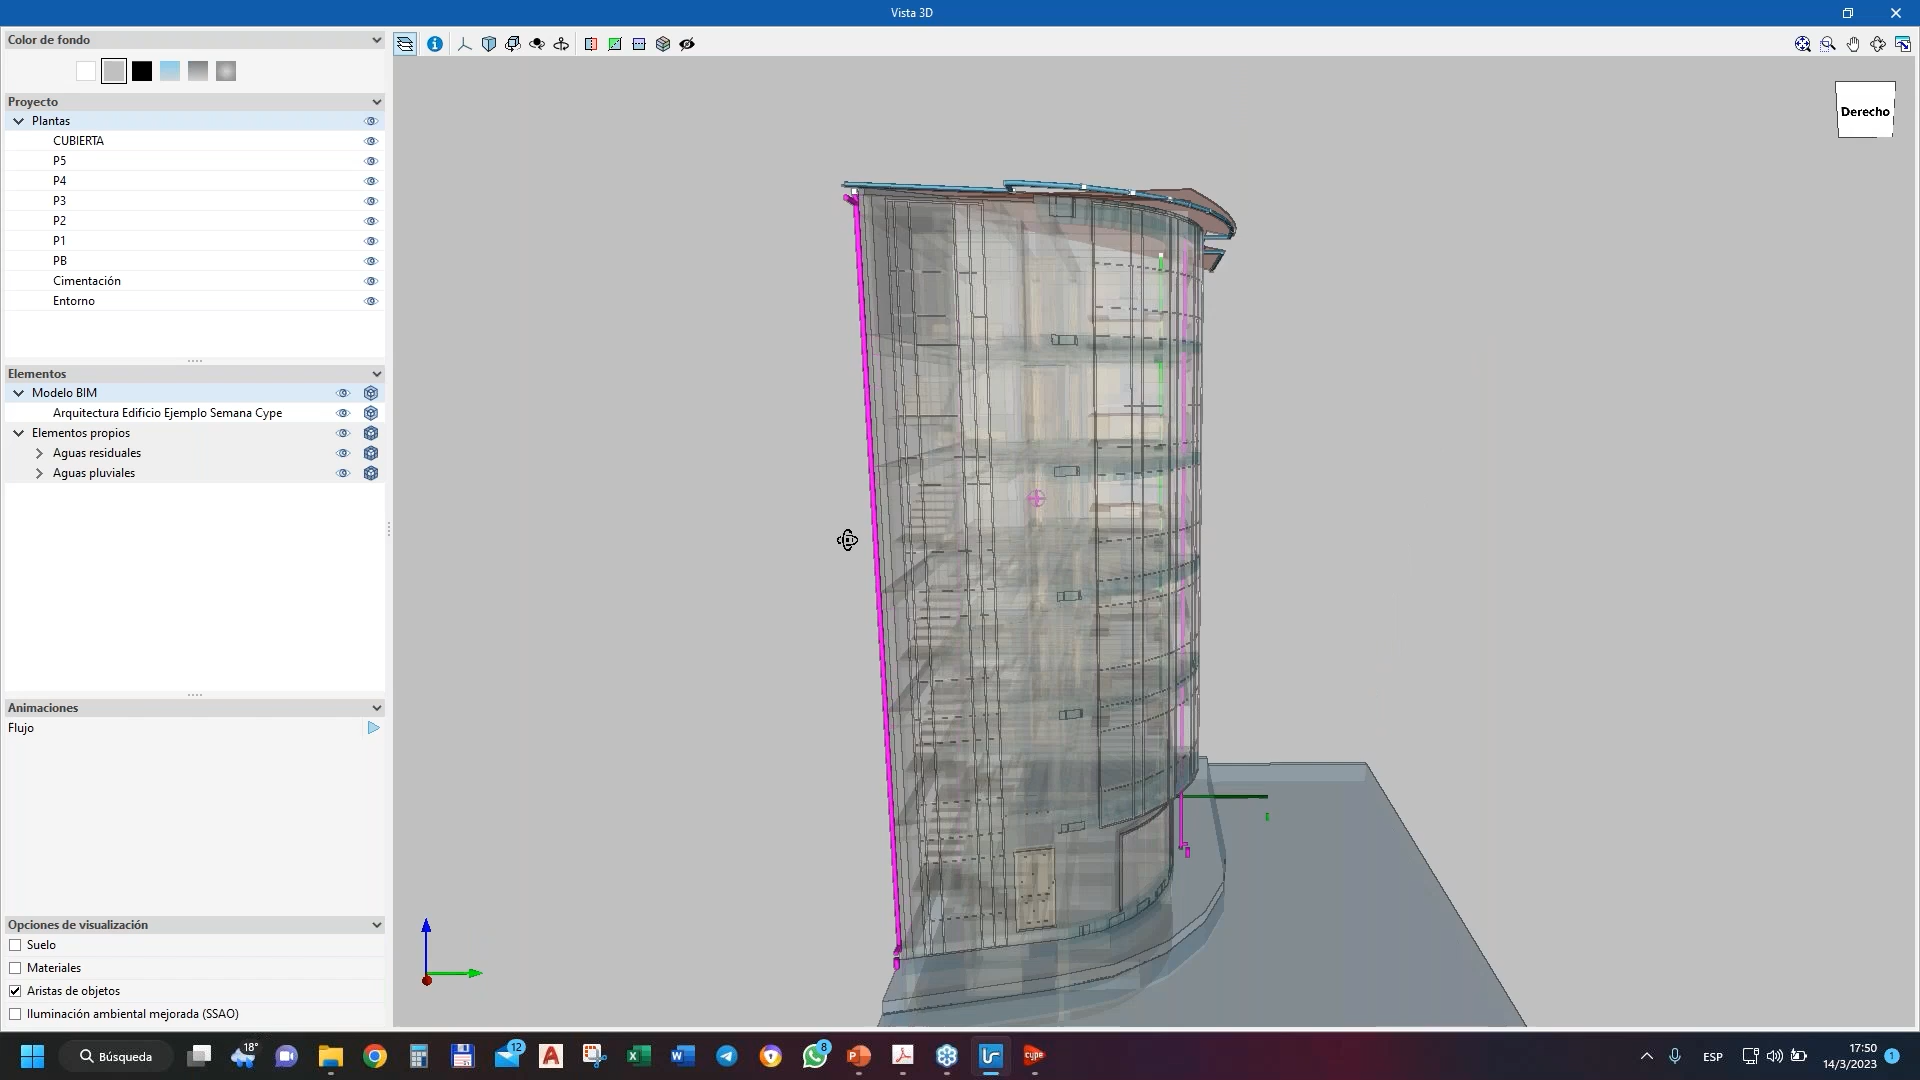 Vista 3D
Color de fondo
Proyecto
Plantas
CUBIERTA
P5
P4
P3
P2
P1
PB
Cimentación
Entorno
Elementos
Modelo BIM
Arquitectura Edificio Ejemplo Semana Cype
Elementos propios
Aguas residuales
Aguas pluviales
Animaciones
Flujo
Opciones de visualización
Suelo
Materiales
Aristas de objetos
Iluminación ambiental mejorada (SSAO)
Derecho
Búsqueda
18°
12
8
cype
ESP
17:50
14/3/2023
1